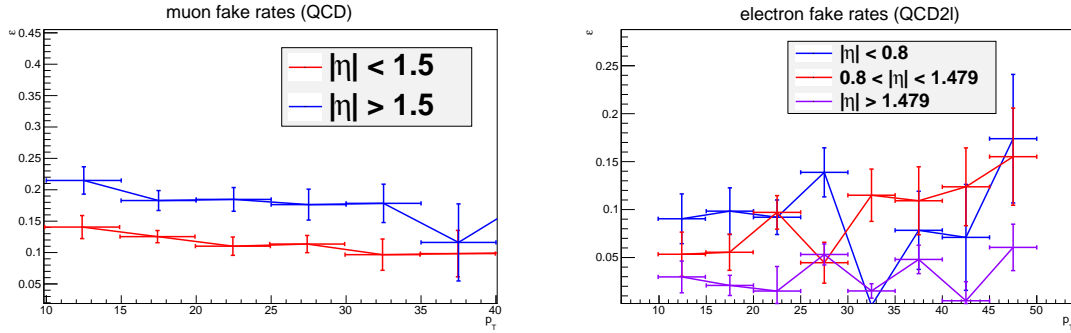 muon fake rates (QCD)
ε
0.45
0.4
0.35
0.3
0.25
0.2
0.15
0.1
0.05
|η| < 1.5
|η| > 1.5
10 15 20 25 30 35 40
p_T
electron fake rates (QCD2l)
ε
0.25
0.2
0.15
0.1
0.05
|η| < 0.8
0.8 < |η| < 1.479
|η| > 1.479
10 15 20 25 30 35 40 45 50
p_T